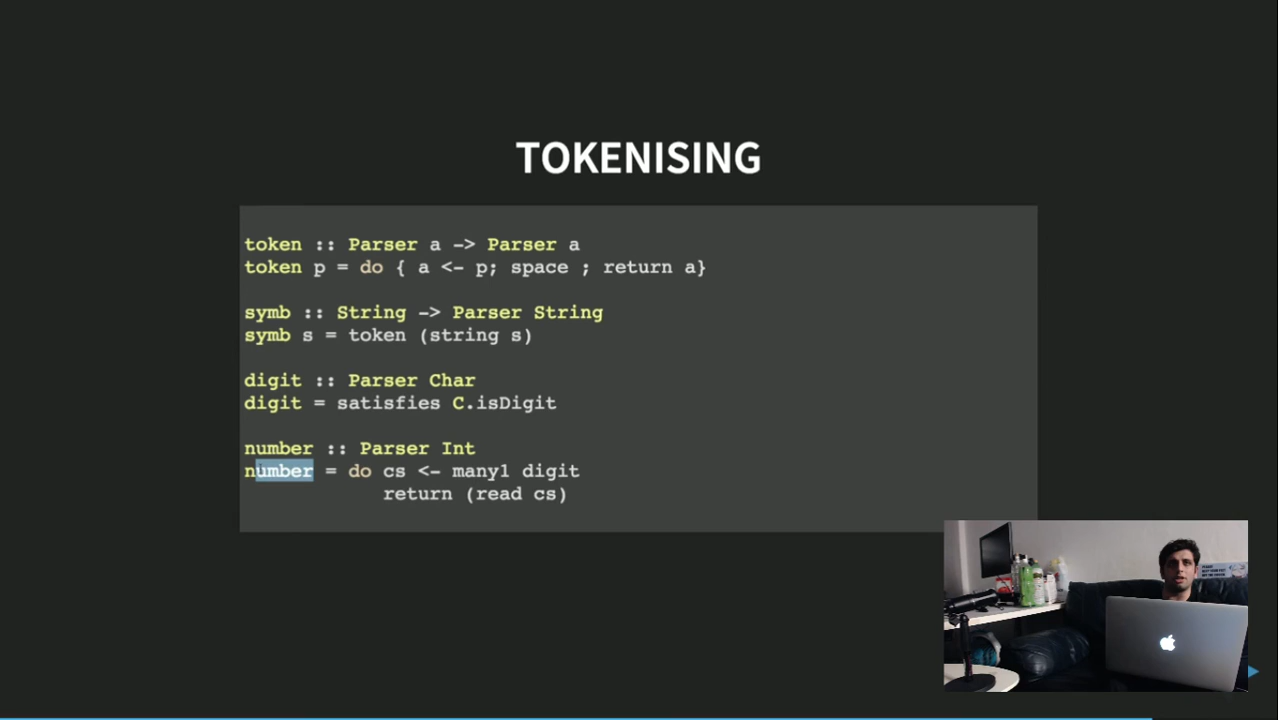 TOKENISING
token :: Parser a -> Parser a
token p = do { a <- p; space ; return a}
symb :: String -> Parser String
symb s = token (string s)
digit :: Parser Char
digit = satisfies C.isDigit
number :: Parser Int
number = do cs <- many1 digit
return (read cs)